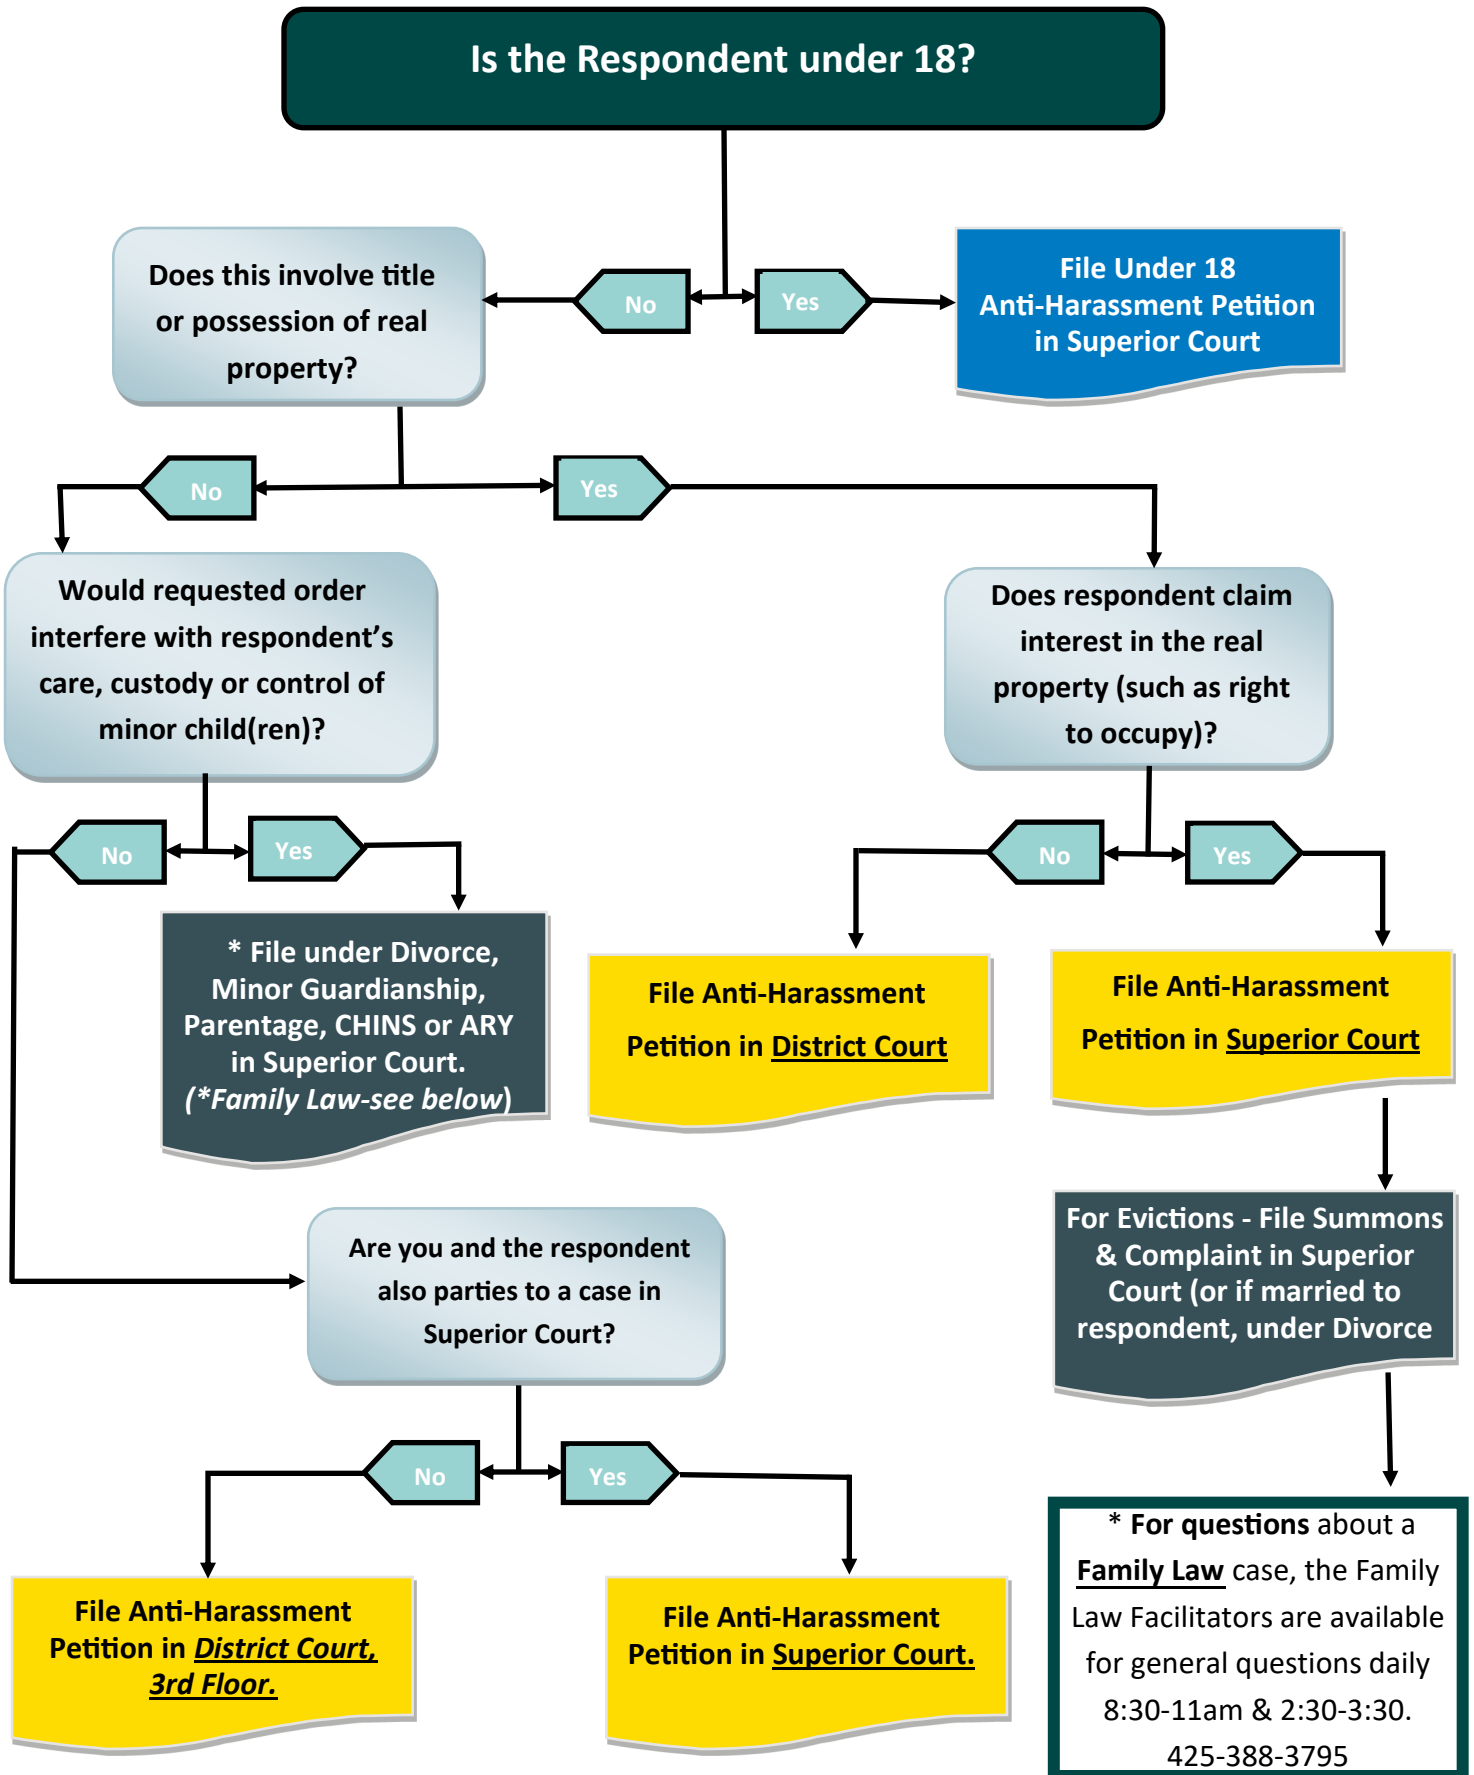 Is the Respondent under 18?
Does this involve title
or possession of real
property?
No
Yes
File Under 18
Anti-Harassment Petition
in Superior Court
No
Yes
Would requested order
interfere with respondent’s
care, custody or control of
minor child(ren)?
Does respondent claim
interest in the real
property (such as right
to occupy)?
No
Yes
No
Yes
* File under Divorce,
Minor Guardianship,
Parentage, CHINS or ARY
in Superior Court.
(*Family Law-see below)
File Anti-Harassment
Petition in District Court
File Anti-Harassment
Petition in Superior Court
Are you and the respondent
also parties to a case in
Superior Court?
For Evictions - File Summons
& Complaint in Superior
Court (or if married to
respondent, under Divorce
No
Yes
File Anti-Harassment
Petition in District Court,
3rd Floor.
File Anti-Harassment
Petition in Superior Court.
* For questions about a
Family Law case, the Family
Law Facilitators are available
for general questions daily
8:30-11am & 2:30-3:30.
425-388-3795